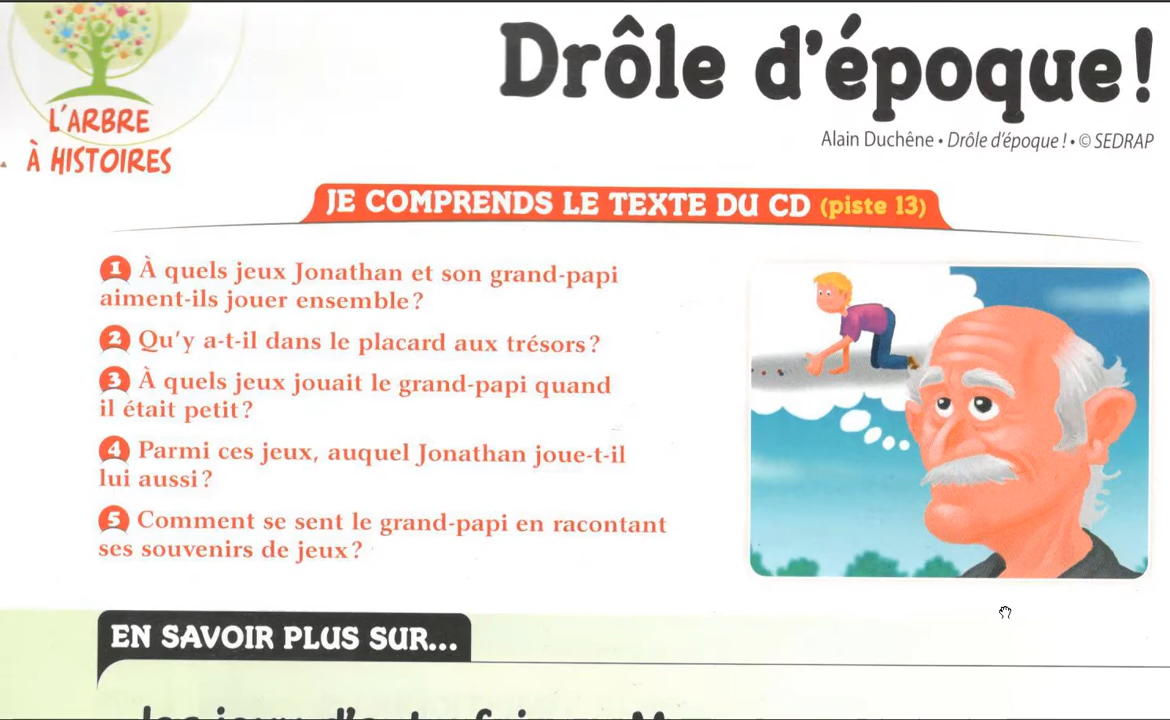 L'ARBRE
À HISTOIRES
Drôle d'époque !
Alain Duchêne • Drôle d'époque ! • © SEDRAP
JE COMPRENDS LE TEXTE DU CD (piste 13)
1 À quels jeux Jonathan et son grand-papi
aiment-ils jouer ensemble ?
2 Qu'y a-t-il dans le placard aux trésors ?
3 À quels jeux jouait le grand-papi quand
il était petit ?
4 Parmi ces jeux, auquel Jonathan joue-t-il
lui aussi ?
5 Comment se sent le grand-papi en racontant
ses souvenirs de jeux ?
EN SAVOIR PLUS SUR...